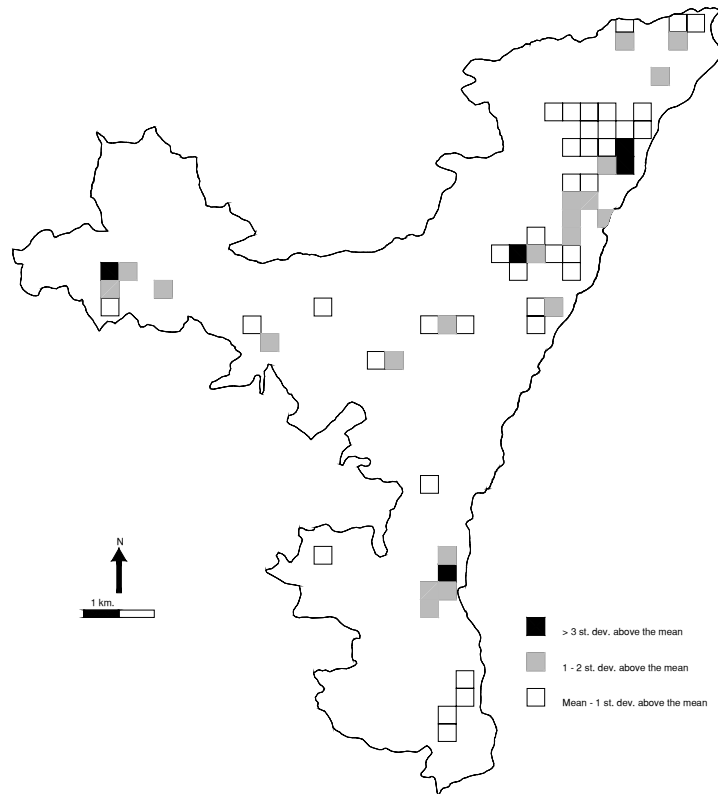 N
1 km.
> 3 st. dev. above the mean
1 - 2 st. dev. above the mean
Mean - 1 st. dev. above the mean